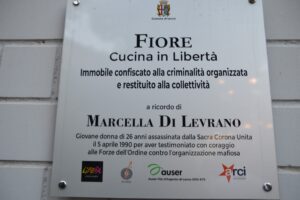 FIORE
Cucina in Libertà
Immobile confiscato alla criminalità organizzata
e restituito alla collettività
a ricordo di
MARCELLA DI LEVRANO
Giovane donna di 26 anni assassinata dalla Sacra Corona Unita
il 5 aprile 1990 per aver testimoniato con coraggio
alle Forze dell'Ordine contro l'organizzazione mafiosa
auser
arci